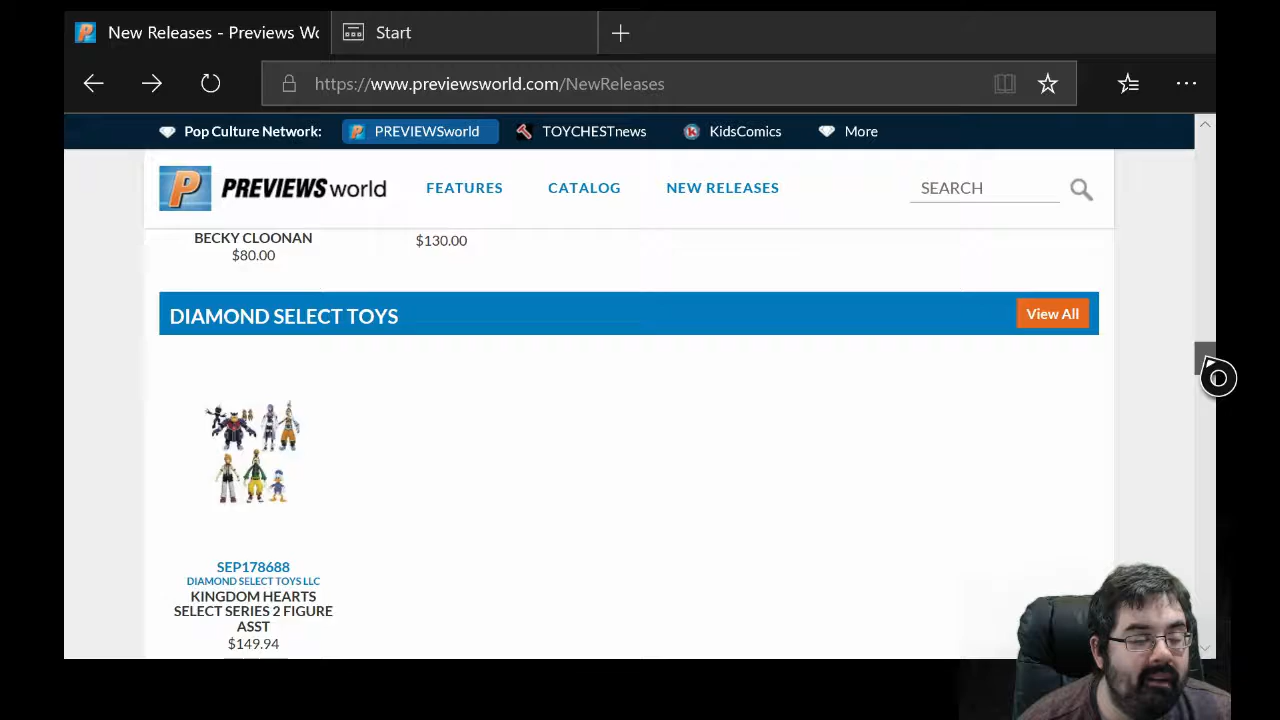 New Releases - Previews Wo
Start
https://www.previewsworld.com/NewReleases
Pop Culture Network:
PREVIEWSworld
TOYCHESTnews
KidsComics
More
P PREVIEWSworld
FEATURES
CATALOG
NEW RELEASES
SEARCH
BECKY CLOONAN
$80.00
$130.00
DIAMOND SELECT TOYS
View All
SEP178688
DIAMOND SELECT TOYS LLC
KINGDOM HEARTS
SELECT SERIES 2 FIGURE
ASST
$149.94